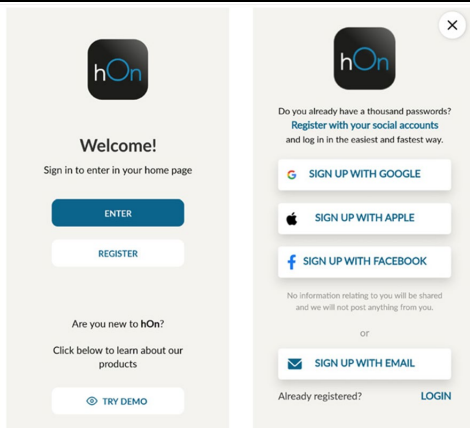 hOn
Welcome!
Sign in to enter in your home page
ENTER
REGISTER
Are you new to hOn?
Click below to learn about our
products
TRY DEMO
hOn
Do you already have a thousand passwords?
Register with your social accounts
and log in in the easiest and fastest way.
SIGN UP WITH GOOGLE
SIGN UP WITH APPLE
SIGN UP WITH FACEBOOK
No information relating to you will be shared
and we will not post anything from you.
or
SIGN UP WITH EMAIL
Already registered? LOGIN